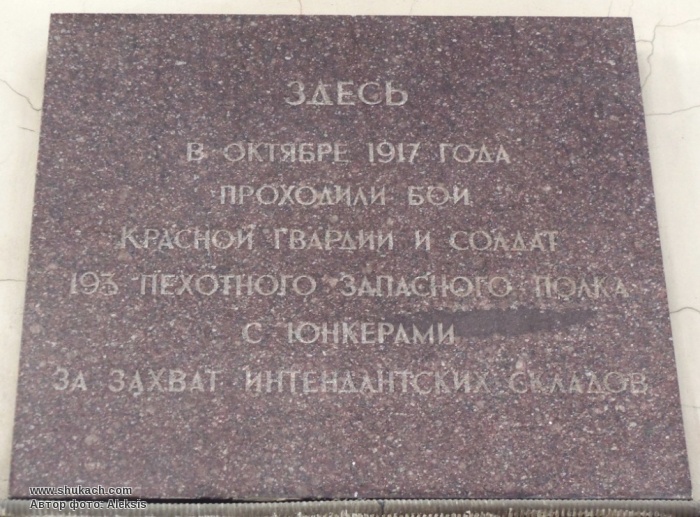 ЗДЕСЬ
В ОКТЯБРЕ 1917 ГОДА
ПРОХОДИЛИ БОИ
КРАСНОЙ ГВАРДИИ И СОЛДАТ
193 ПЕХОТНОГО ЗАПАСНОГО ПОЛКА
С ЮНКЕРАМИ
ЗА ЗАХВАТ ИНТЕНДАНТСКИХ СКЛАДОВ
www.shukach.com
Автор фото: Aleksis